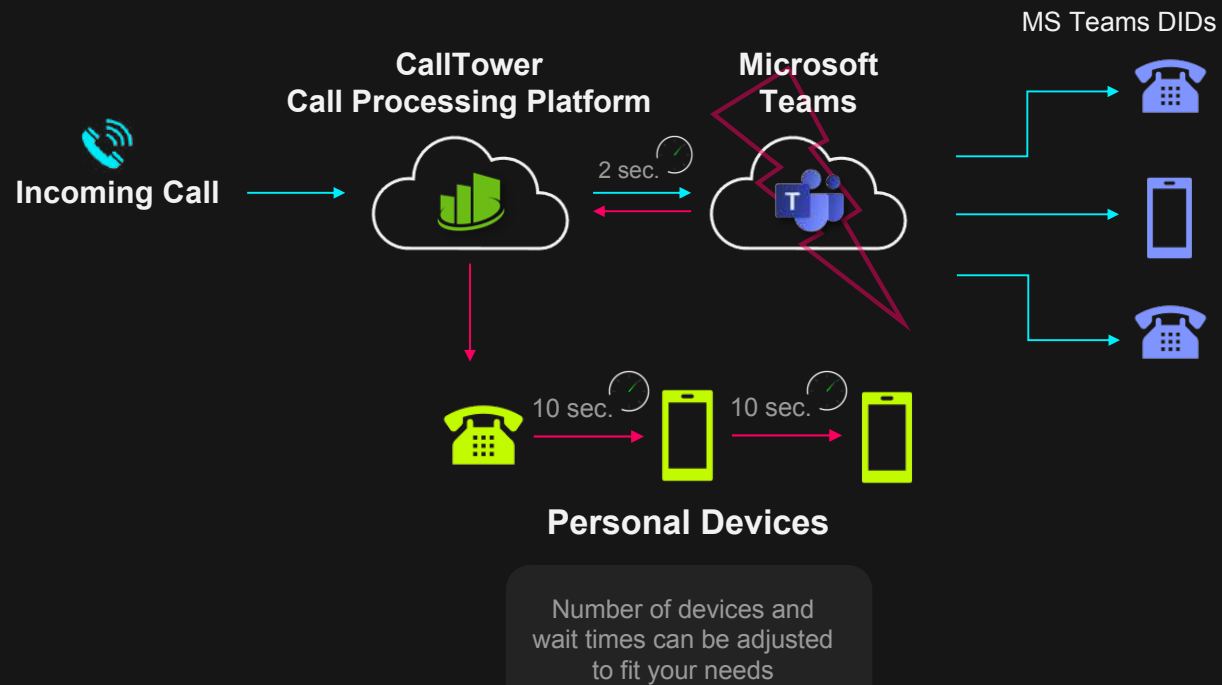 MS Teams DIDs
CallTower
Call Processing Platform
Microsoft
Teams
Incoming Call
2 sec.
T
10 sec.
10 sec.
Personal Devices
Number of devices and
wait times can be adjusted
to fit your needs